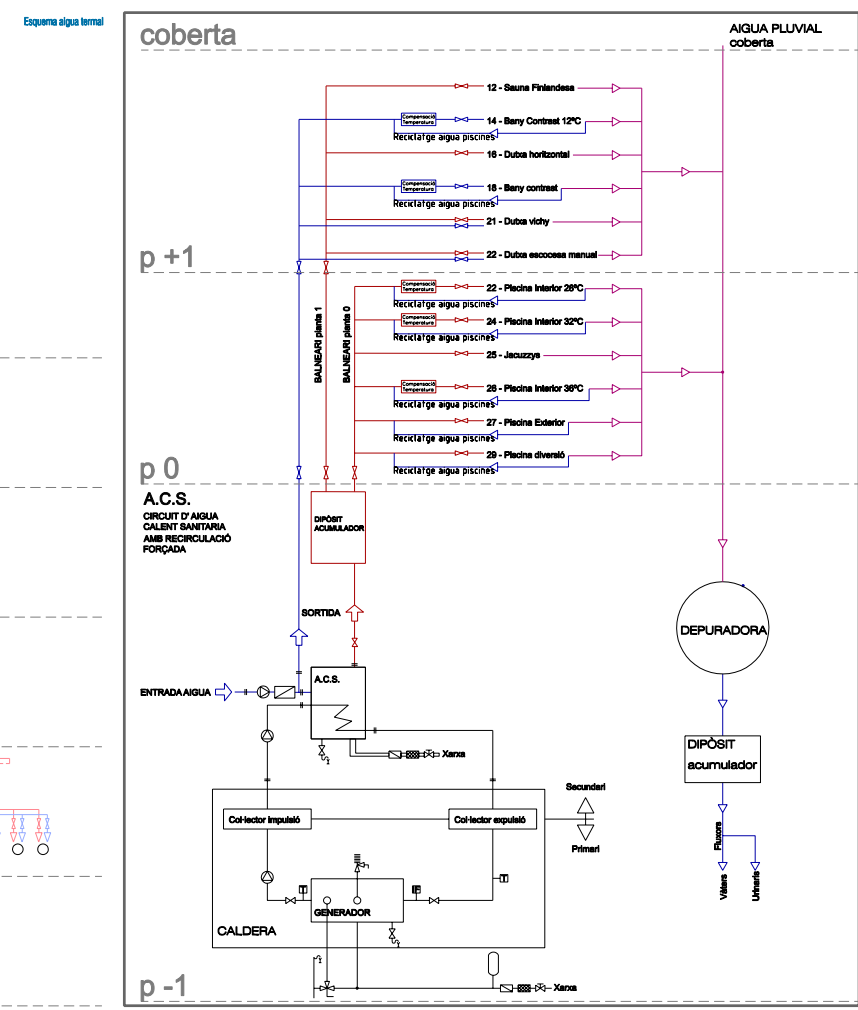 Esquema aigua termal
coberta
AIGUA PLUVIAL
coberta
12 - Sauna Finlandesa
Compensació
Temperatura
14 - Bany Contrast 12ºC
Reciclatge aigua piscines
16 - Dutxa horitzontal
Compensació
Temperatura
18 - Bany contrast
Reciclatge aigua piscines
21 - Dutxa vichy
22 - Dutxa escocesa manual
p +1
BALNEARI planta 1
BALNEARI planta 0
Compensació
Temperatura
22 - Piscina Interior 28ºC
Reciclatge aigua piscines
Compensació
Temperatura
24 - Piscina Interior 32ºC
Reciclatge aigua piscines
25 - Jacuzzys
Compensació
Temperatura
26 - Piscina Interior 36ºC
Reciclatge aigua piscines
27 - Piscina Exterior
Reciclatge aigua piscines
29 - Piscina diversió
Reciclatge aigua piscines
p 0
A.C.S.
CIRCUIT D' AIGUA
CALENT SANITARIA
AMB RECIRCULACIÓ
FORÇADA
DIPÒSIT
ACUMULADOR
SORTIDA
DEPURADORA
A.C.S.
ENTRADA AIGUA
Xarxa
DIPÒSIT
acumulador
Secundari
Col·lector impulsió
Col·lector expulsió
Primari
Fluxors
Vàters
Urinaris
T
T
GENERADOR
CALDERA
p -1
Xarxa